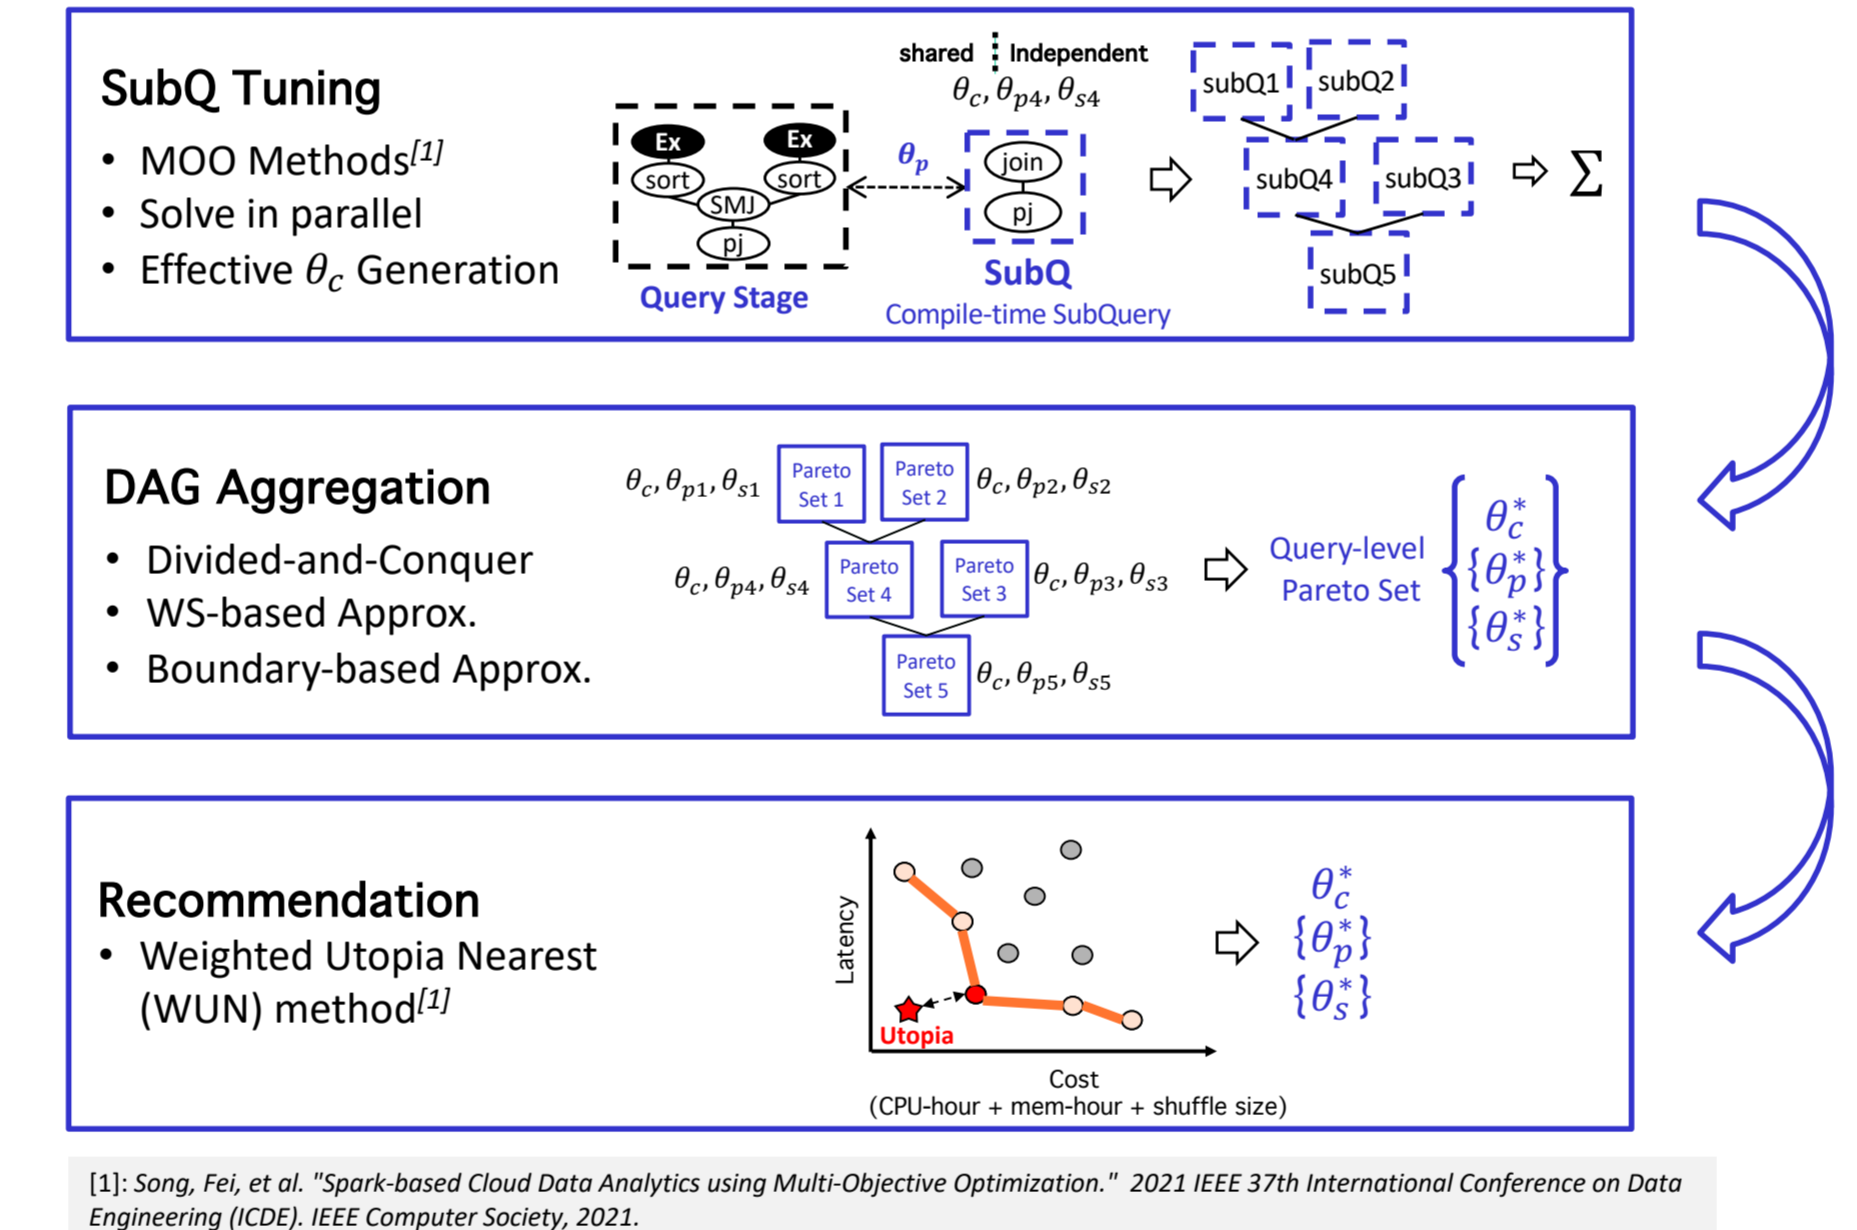 SubQ Tuning
• MOO Methods[1]
• Solve in parallel
• Effective θc Generation
Ex
Ex
sort
sort
SMJ
pj
Query Stage
θp
shared Independent
θc, θp4, θs4
join
pj
SubQ
Compile-time SubQuery
subQ1
subQ2
subQ4
subQ3
subQ5
Σ
DAG Aggregation
• Divided-and-Conquer
• WS-based Approx.
• Boundary-based Approx.
θc, θp1, θs1
Pareto
Set 1
Pareto
Set 2
θc, θp2, θs2
θc, θp4, θs4
Pareto
Set 4
Pareto
Set 3
θc, θp3, θs3
Pareto
Set 5
θc, θp5, θs5
Query-level
Pareto Set
θc*
{θp*}
{θs*}
Recommendation
• Weighted Utopia Nearest
(WUN) method[1]
Latency
Utopia
Cost
(CPU-hour + mem-hour + shuffle size)
θc*
{θp*}
{θs*}
[1]: Song, Fei, et al. "Spark-based Cloud Data Analytics using Multi-Objective Optimization." 2021 IEEE 37th International Conference on Data
Engineering (ICDE). IEEE Computer Society, 2021.